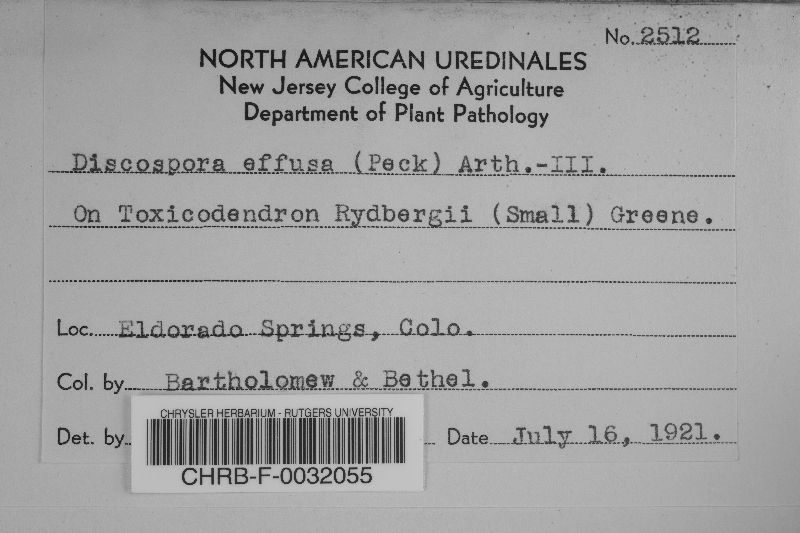 No. 2512
NORTH AMERICAN UREDINALES
New Jersey College of Agriculture
Department of Plant Pathology
Discospora effusa (Peck) Arth.-III.
On Toxicodendron Rydbergii (Small) Greene.
Loc. Eldorado Springs, Colo.
Col. by Bartholomew & Bethel.
Det. by Date July 16, 1921.
CHRYSLER HERBARIUM - RUTGERS UNIVERSITY
CHRB-F-0032055